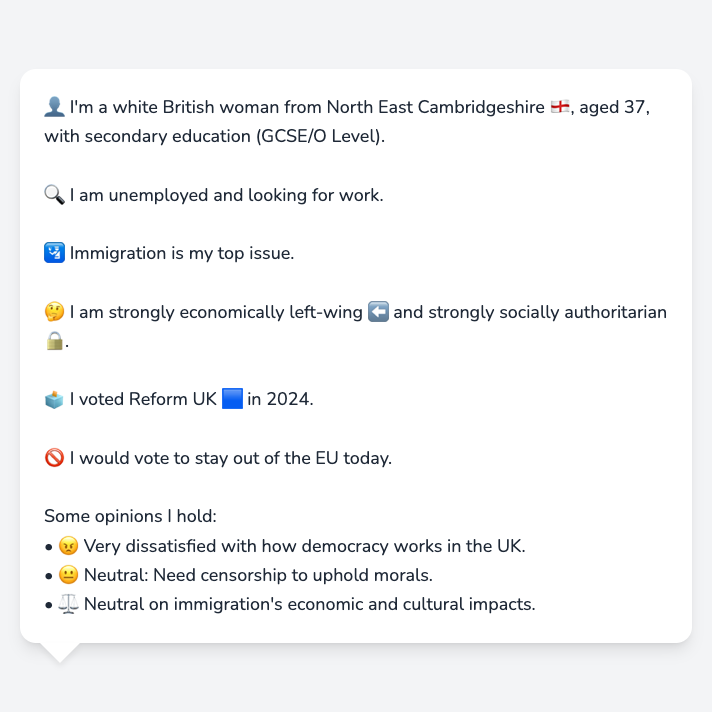 👤 I'm a white British woman from North East Cambridgeshire 🏴󠁧󠁢󠁥󠁮󠁧󠁿, aged 37,
with secondary education (GCSE/O Level).
🔍 I am unemployed and looking for work.
🛂 Immigration is my top issue.
🤔 I am strongly economically left-wing ⬅️ and strongly socially authoritarian
🔒.
🗳️ I voted Reform UK 🟦 in 2024.
🚫 I would vote to stay out of the EU today.
Some opinions I hold:
• 😠 Very dissatisfied with how democracy works in the UK.
• 😐 Neutral: Need censorship to uphold morals.
• ⚖️ Neutral on immigration's economic and cultural impacts.